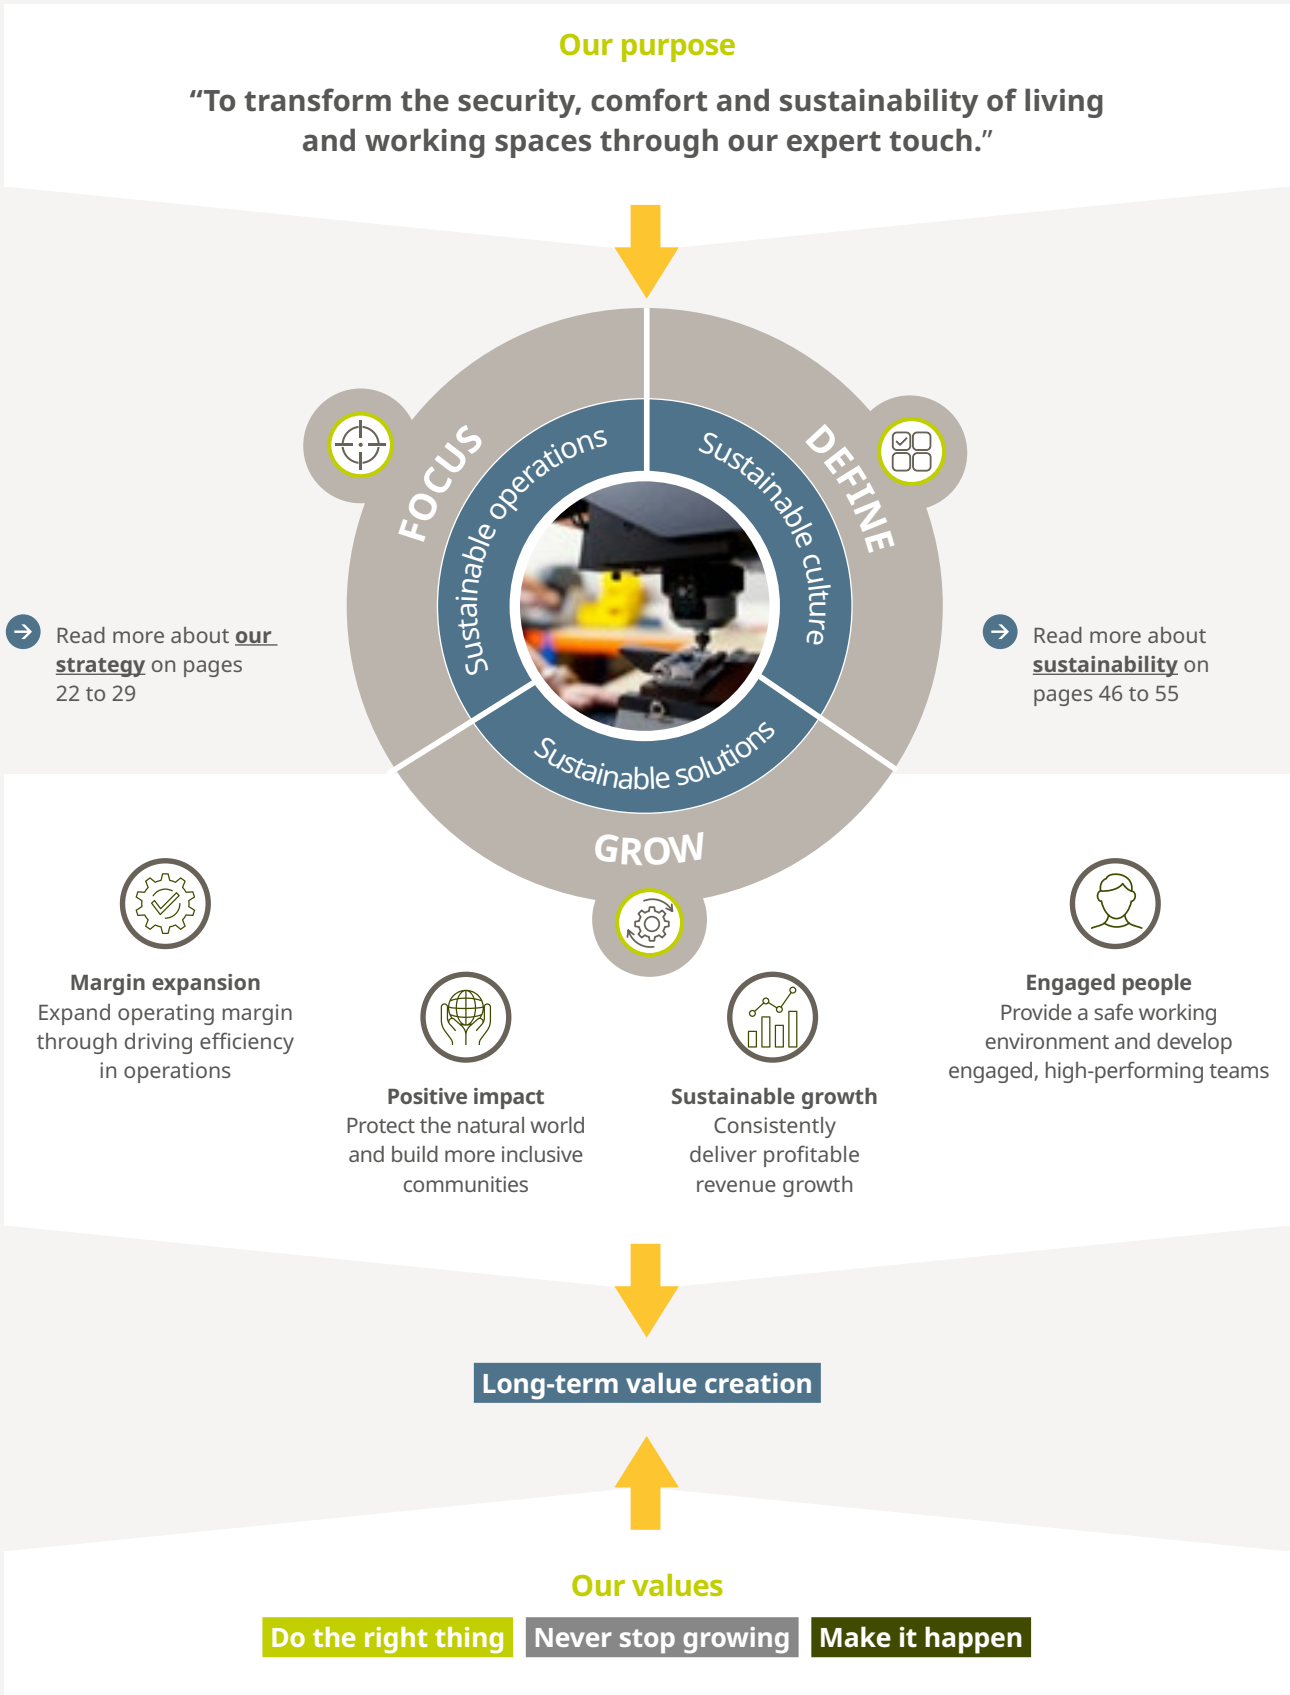 Our purpose
“To transform the security, comfort and sustainability of living
and working spaces through our expert touch.”
FOCUS
DEFINE
Sustainable operations
Sustainable culture
Sustainable solutions
GROW
Read more about our
strategy on pages
22 to 29
Read more about
sustainability on
pages 46 to 55
Margin expansion
Expand operating margin
through driving efficiency
in operations
Positive impact
Protect the natural world
and build more inclusive
communities
Sustainable growth
Consistently
deliver profitable
revenue growth
Engaged people
Provide a safe working
environment and develop
engaged, high-performing teams
Long-term value creation
Our values
Do the right thing
Never stop growing
Make it happen